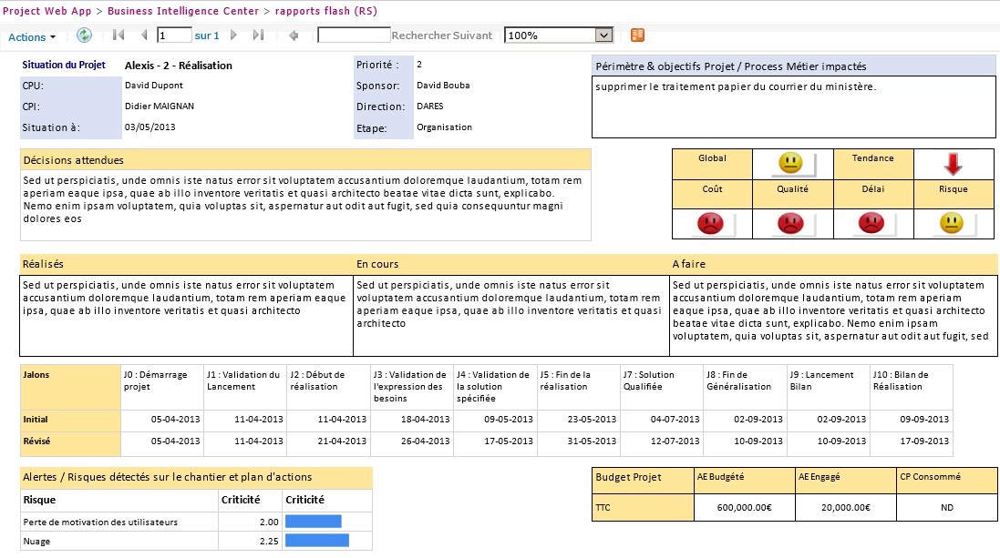 Project Web App > Business Intelligence Center > rapports flash (RS)
Actions 1 sur 1 Rechercher Suivant 100%
Situation du Projet Alexis - 2 - Réalisation
CPU: David Dupont
CPI: Didier MAIGNAN
Situation à: 03/05/2013
Priorité : 2
Sponsor: David Bouba
Direction: DARES
Etape: Organisation
Périmètre & objectifs Projet / Process Métier impactés
supprimer le traitement papier du courrier du ministère.
Décisions attendues
Sed ut perspiciatis, unde omnis iste natus error sit voluptatem accusantium doloremque laudantium, totam rem
aperiam eaque ipsa, quae ab illo inventore veritatis et quasi architecto beatae vitae dicta sunt, explicabo.
Nemo enim ipsam voluptatem, quia voluptas sit, aspernatur aut odit aut fugit, sed quia consequuntur magni
dolores eos
Global Tendance
Coût Qualité Délai Risque
Réalisés
Sed ut perspiciatis, unde omnis iste natus error sit voluptatem
accusantium doloremque laudantium, totam rem aperiam eaque
ipsa, quae ab illo inventore veritatis et quasi architecto
En cours
Sed ut perspiciatis, unde omnis iste natus error sit
voluptatem accusantium doloremque laudantium, totam rem
aperiam eaque ipsa, quae ab illo inventore veritatis et quasi
architecto
A faire
Sed ut perspiciatis, unde omnis iste natus error sit voluptatem
accusantium doloremque laudantium, totam rem aperiam
eaque ipsa, quae ab illo inventore veritatis et quasi architecto
beatae vitae dicta sunt, explicabo. Nemo enim ipsam
voluptatem, quia voluptas sit, aspernatur aut odit aut fugit, sed
Jalons
J0 : Démarrage
projet
J1 : Validation du
Lancement
J2 : Début de
réalisation
J3 : Validation de
l'expression des
besoins
J4 : Validation de
la solution
spécifiée
J5 : Fin de la
réalisation
J7 : Solution
Qualifiée
J8 : Fin de
Généralisation
J9 : Lancement
Bilan
J10 : Bilan de
Réalisation
Initial 05-04-2013 11-04-2013 11-04-2013 18-04-2013 09-05-2013 23-05-2013 04-07-2013 02-09-2013 02-09-2013 09-09-2013
Révisé 05-04-2013 11-04-2013 21-04-2013 26-04-2013 17-05-2013 31-05-2013 12-07-2013 10-09-2013 10-09-2013 17-09-2013
Alertes / Risques détectés sur le chantier et plan d'actions
Risque Criticité Criticité
Perte de motivation des utilisateurs 2.00
Nuage 2.25
Budget Projet AE Budgété AE Engagé CP Consommé
TTC 600,000.00€ 20,000.00€ ND